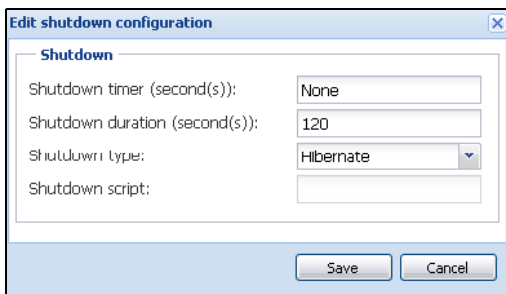 Edit shutdown configuration
Shutdown
Shutdown timer (second(s)): None
Shutdown duration (second(s)): 120
Shutdown type: Hibernate
Shutdown script:
Save Cancel